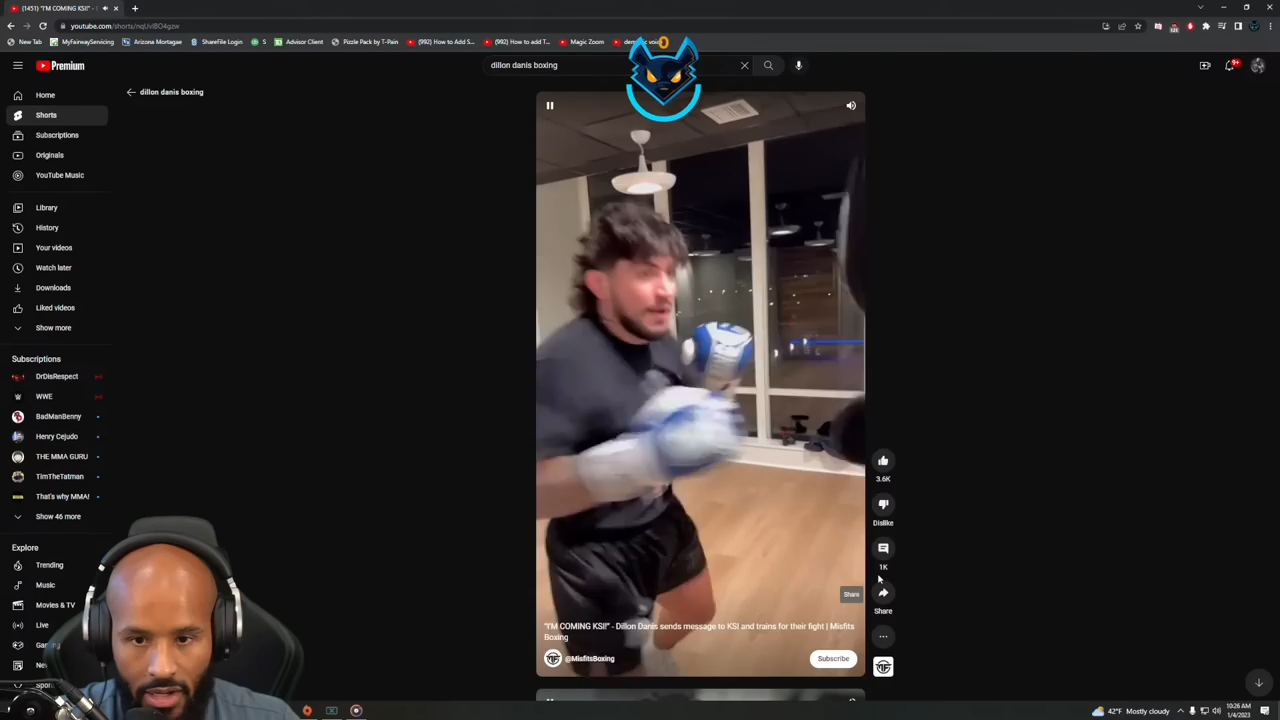 (1451) "I'M COMING KSI!" -
youtube.com/shorts/nqUvlBO4gzw
New Tab
MyFairwayServicing
Arizona Mortagae
ShareFile Login
S
Advisor Client
Pizzle Pack by T-Pain
(992) How to Add S...
(992) How to add T...
Magic Zoom
Premium
dillon danis boxing
9+
dillon danis boxing
Home
Shorts
Subscriptions
Originals
YouTube Music
Library
History
Your videos
Watch later
Downloads
Liked videos
Show more
Subscriptions
DrDisRespect
WWE
BadManBenny
Henry Cejudo
THE MMA GURU
TimTheTatman
That's why MMA!
Show 46 more
Explore
Trending
Music
Movies & TV
Live
3.6K
Dislike
1K
Share
Share
"I'M COMING KSI!" - Dillon Danis sends message to KSI and trains for their fight | Misfits
Boxing
@MisfitsBoxing
Subscribe
42°F Mostly cloudy
10:26 AM
1/4/2023